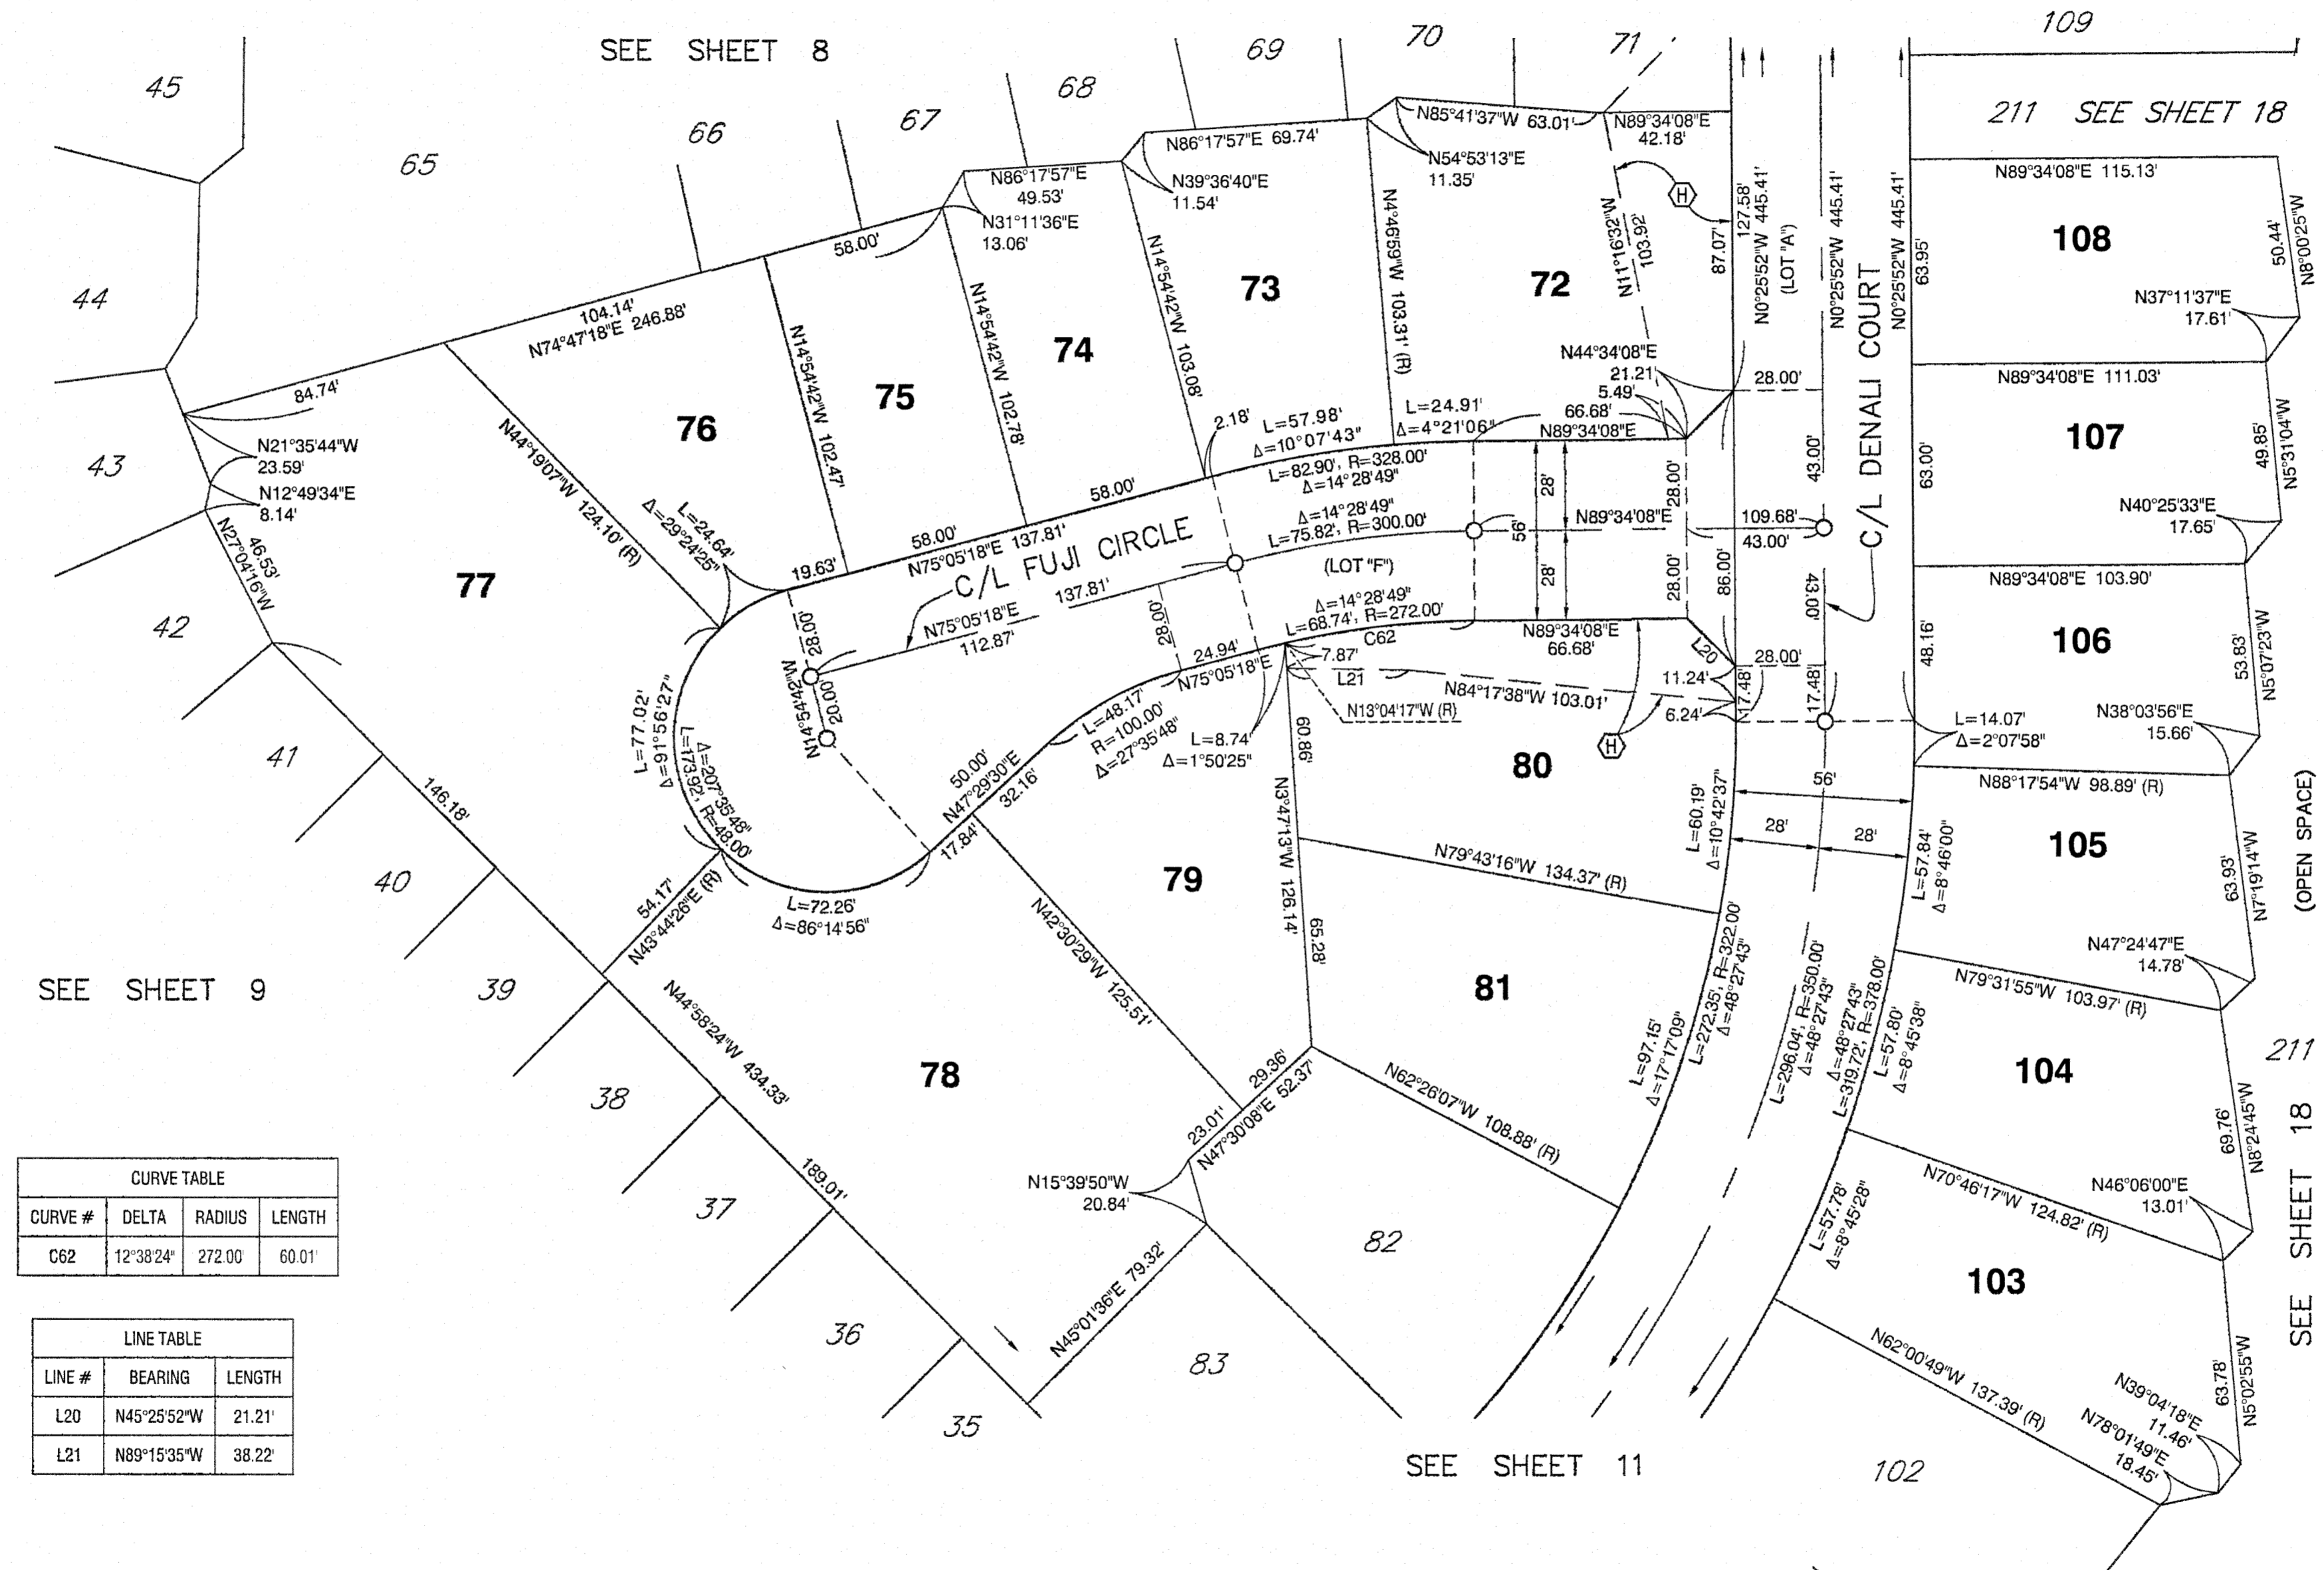 109
SEE SHEET 8
45
65
66
67
68
69
70
71
211 SEE SHEET 18
N85°41'37"W 63.01'
N89°34'08"E
42.18'
N86°17'57"E 69.74'
N54°53'13"E
11.35'
N39°36'40"E
11.54'
N86°17'57"E
49.53'
N31°11'36"E
13.06'
58.00'
104.14'
N74°47'18"E 246.88'
84.74'
44
43
42
41
40
39
38
37
36
35
N21°35'44"W
23.59'
N12°49'34"E
8.14'
46.53'
N27°04'16"W
77
76
75
74
73
72
N44°19'07"W 124.10' (R)
N14°54'42"W 102.47'
N14°54'42"W 102.78'
N14°54'42"W 103.08'
N4°46'59"W 103.31' (R)
N11°16'32"W
103.92'
H
87.07'
127.58'
N0°25'52"W 445.41'
(LOT "A")
N0°25'52"W 445.41'
C/L DENALI COURT
N0°25'52"W 445.41'
63.95'
N44°34'08"E
21.21'
5.49'
66.68'
N89°34'08"E
28.00'
L=24.64'
Δ=29°24'25"
19.63'
58.00'
58.00'
N75°05'18"E 137.81'
C/L FUJI CIRCLE
2.18'
L=57.98'
Δ=10°07'43"
L=24.91'
Δ=4°21'06"
L=82.90', R=328.00'
Δ=14°28'49"
Δ=14°28'49"
L=75.82', R=300.00'
(LOT "F")
Δ=14°28'49"
L=68.74', R=272.00'
C62
28'
28'
56'
N89°34'08"E
28.00'
28.00'
109.68'
43.00'
43.00'
43.00'
86.00'
63.00'
48.16'
N89°34'08"E
66.68'
L20
28.00'
11.24'
17.48'
17.48'
6.24'
N75°05'18"E
112.87'
137.81'
28.00'
28.00'
20.00'
N14°54'42"W
24.94'
N75°05'18"E
7.87'
L21
N84°17'38"W 103.01'
N13°04'17"W (R)
H
L=8.74'
Δ=1°50'25"
L=48.17'
R=100.00'
Δ=27°35'48"
50.00'
N47°29'30"E
32.16'
17.84'
L=77.02'
Δ=91°56'27"
Δ=207°35'48"
L=173.92', R=48.00'
L=72.26'
Δ=86°14'56"
54.17'
N43°44'26"E (R)
146.18'
N44°58'24"W 434.33'
189.01'
78
79
80
81
82
83
60.86'
N3°47'13"W 126.14'
65.28'
N42°30'29"W 125.51'
N79°43'16"W 134.37' (R)
N62°26'07"W 108.88' (R)
29.36'
23.01'
N47°30'08"E 52.37'
N15°39'50"W
20.84'
N45°01'36"E 79.32'
L=60.19'
Δ=10°42'37"
L=97.15'
Δ=17°17'09"
L=272.35', R=322.00'
Δ=48°27'43"
L=296.04', R=350.00'
Δ=48°27'43"
Δ=48°27'43"
L=319.72', R=378.00'
56'
28'
28'
L=14.07'
Δ=2°07'58"
L=57.84'
Δ=8°46'00"
L=57.80'
Δ=8°45'38"
L=57.78'
Δ=8°45'28"
N89°34'08"E 115.13'
108
50.44'
N8°00'25"W
N37°11'37"E
17.61'
N89°34'08"E 111.03'
107
49.85'
N5°31'04"W
N40°25'33"E
17.65'
N89°34'08"E 103.90'
106
53.83'
N5°07'23"W
N38°03'56"E
15.66'
N88°17'54"W 98.89' (R)
105
63.93'
N7°19'14"W
(OPEN SPACE)
N47°24'47"E
14.78'
N79°31'55"W 103.97' (R)
104
69.76'
N8°24'45"W
211
SEE SHEET 18
N46°06'00"E
13.01'
N70°46'17"W 124.82' (R)
103
63.78'
N5°02'55"W
N62°00'49"W 137.39' (R)
N39°04'18"E
11.46'
N78°01'49"E
18.45'
102
SEE SHEET 9
SEE SHEET 11
CURVE TABLE
CURVE # DELTA RADIUS LENGTH
C62 12°38'24" 272.00' 60.01'
LINE TABLE
LINE # BEARING LENGTH
L20 N45°25'52"W 21.21'
L21 N89°15'35"W 38.22'